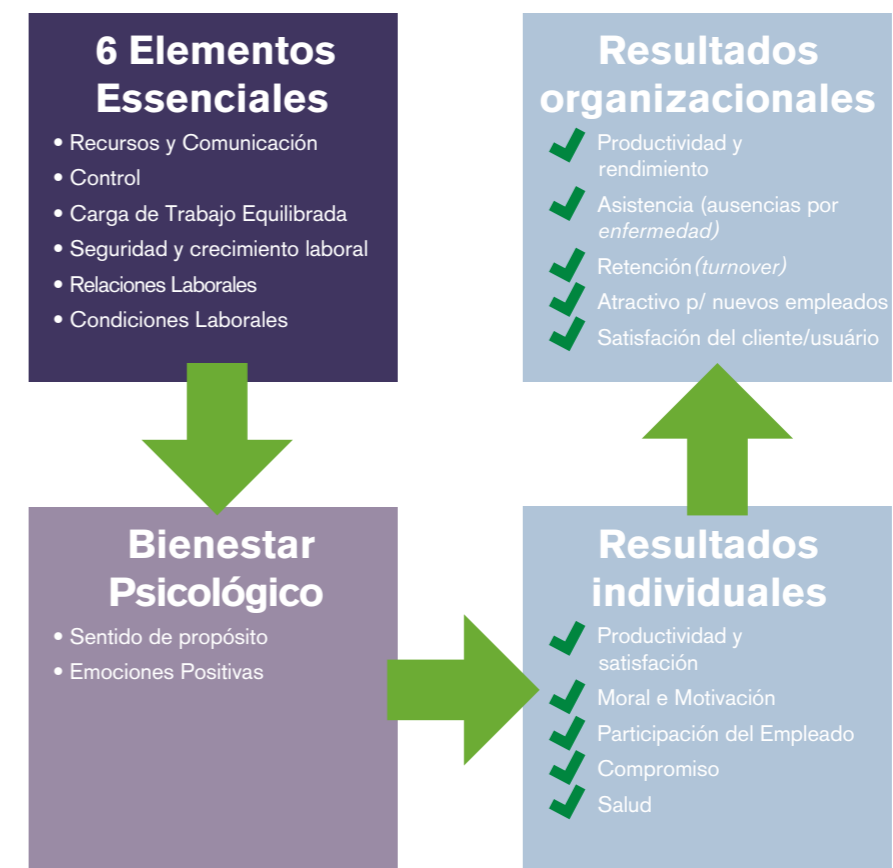 6 Elementos
Essenciales
• Recursos y Comunicación
• Control
• Carga de Trabajo Equilibrada
• Seguridad y crecimiento laboral
• Relaciones Laborales
• Condiciones Laborales
Bienestar
Psicológico
• Sentido de propósito
• Emociones Positivas
Resultados
individuales
Productividad y
satisfacción
Moral e Motivación
Participación del Empleado
Compromiso
Salud
Resultados
organizacionales
Productividad y
rendimiento
Asistencia (ausencias por
enfermedad)
Retención (turnover)
Atractivo p/ nuevos empleados
Satisfación del cliente/usuário